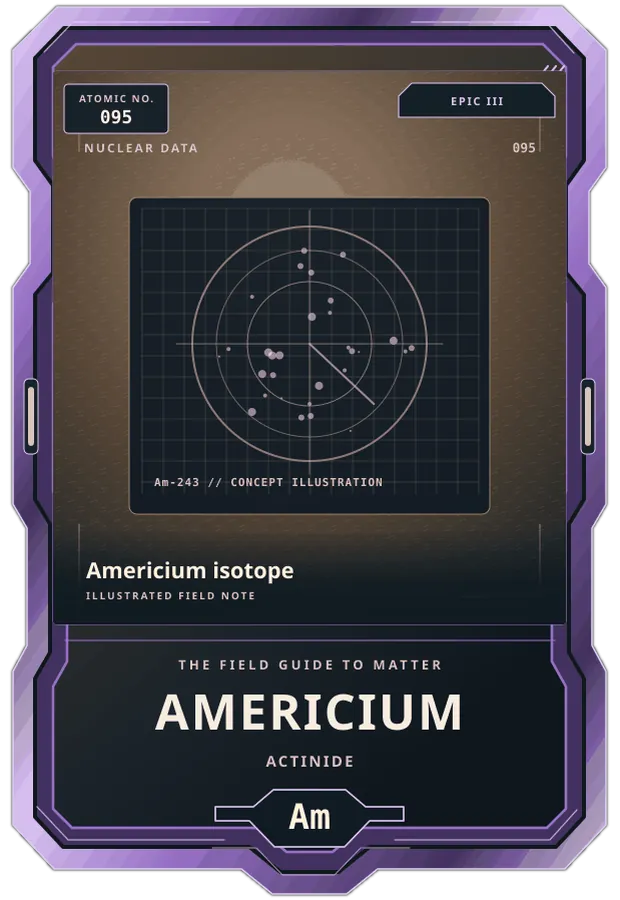 ATOMIC NO.
095
EPIC III
NUCLEAR DATA
095
Am-243 // CONCEPT ILLUSTRATION
Americium isotope
ILLUSTRATED FIELD NOTE
THE FIELD GUIDE TO MATTER
AMERICIUM
ACTINIDE
Am